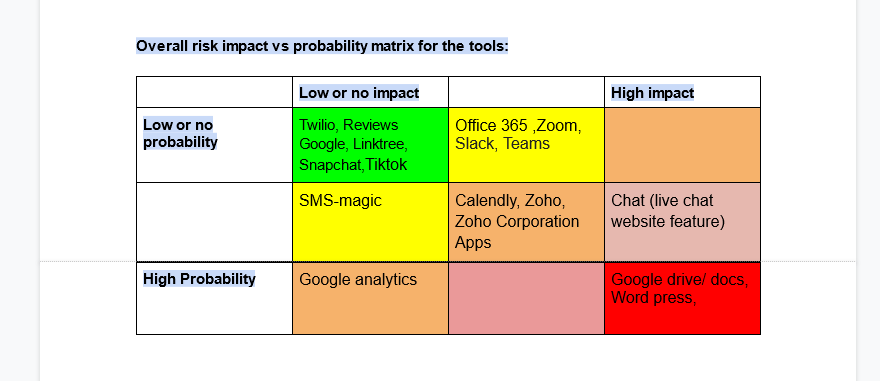 Overall risk impact vs probability matrix for the tools:
Low or no impact
High impact
Low or no
probability
Twilio, Reviews
Google, Linktree,
Snapchat,Tiktok
Office 365 ,Zoom,
Slack, Teams
SMS-magic
Calendly, Zoho,
Zoho Corporation
Apps
Chat (live chat
website feature)
High Probability
Google analytics
Google drive/ docs,
Word press,